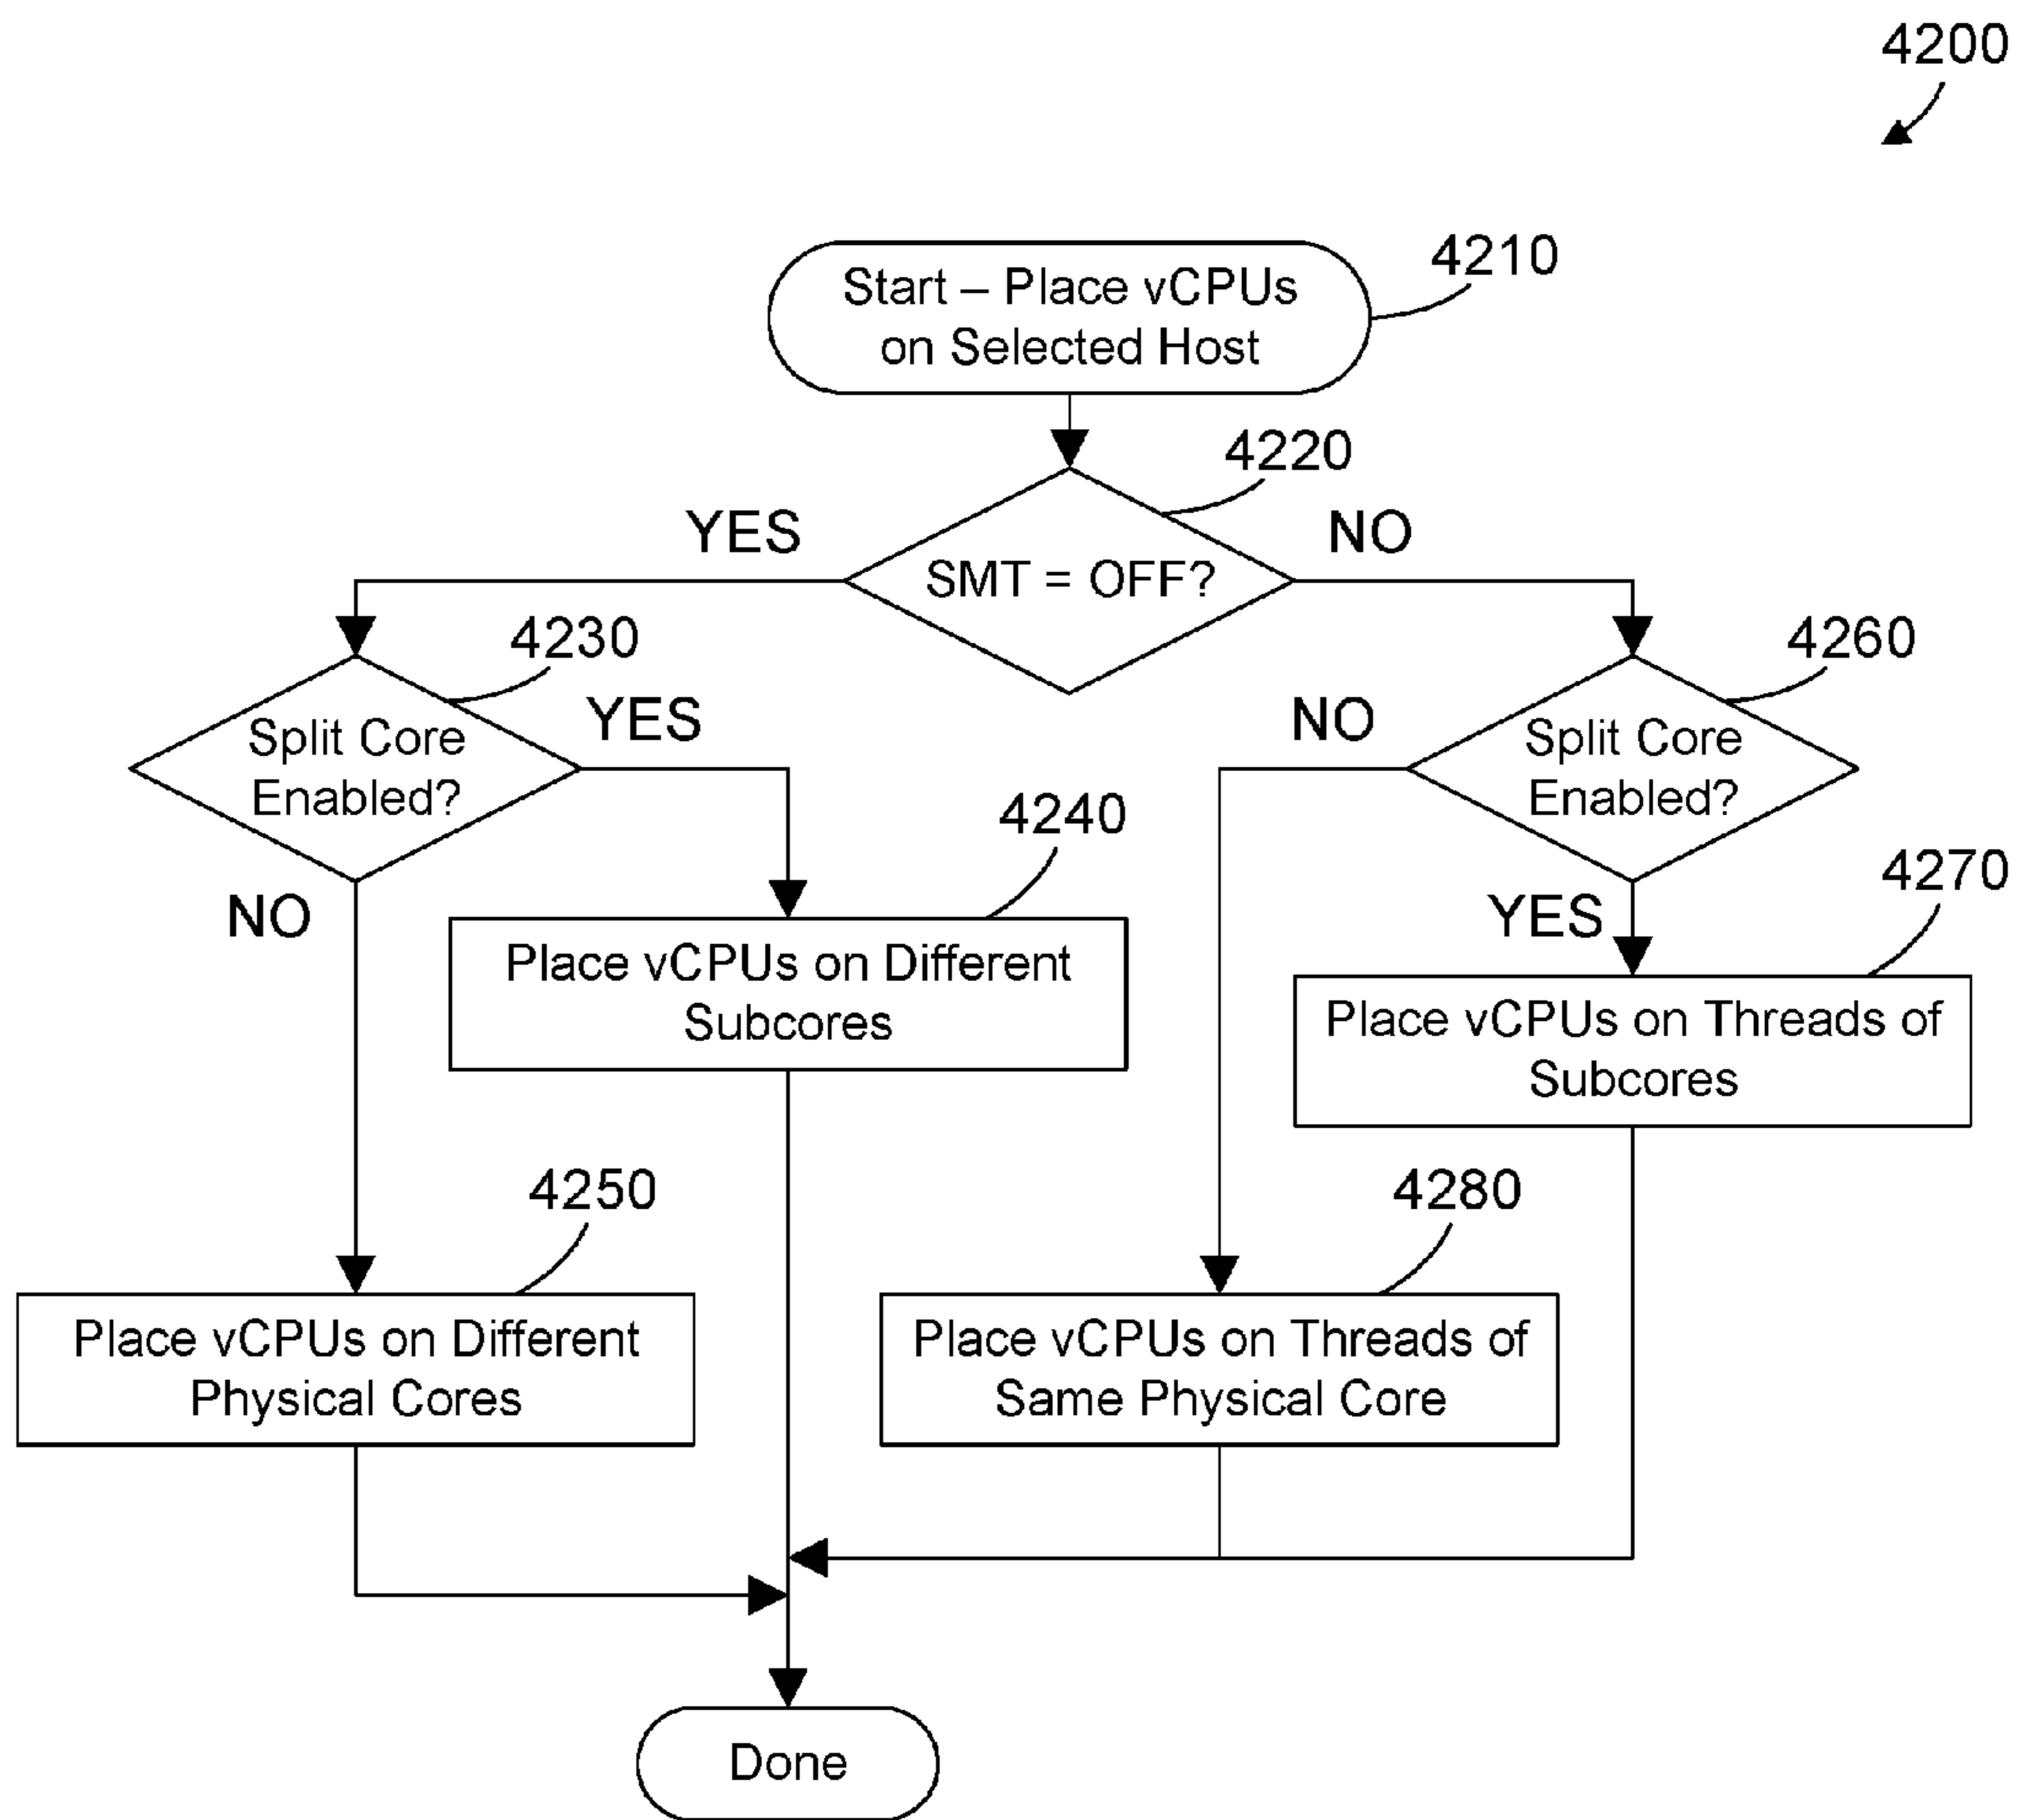 4200
4210
Start – Place vCPUs
on Selected Host
4220
YES
NO
SMT = OFF?
4230
4260
YES
NO
Split Core
Enabled?
Split Core
Enabled?
4240
4270
NO
YES
Place vCPUs on Different
Subcores
Place vCPUs on Threads of
Subcores
4250
4280
Place vCPUs on Different
Physical Cores
Place vCPUs on Threads of
Same Physical Core
Done